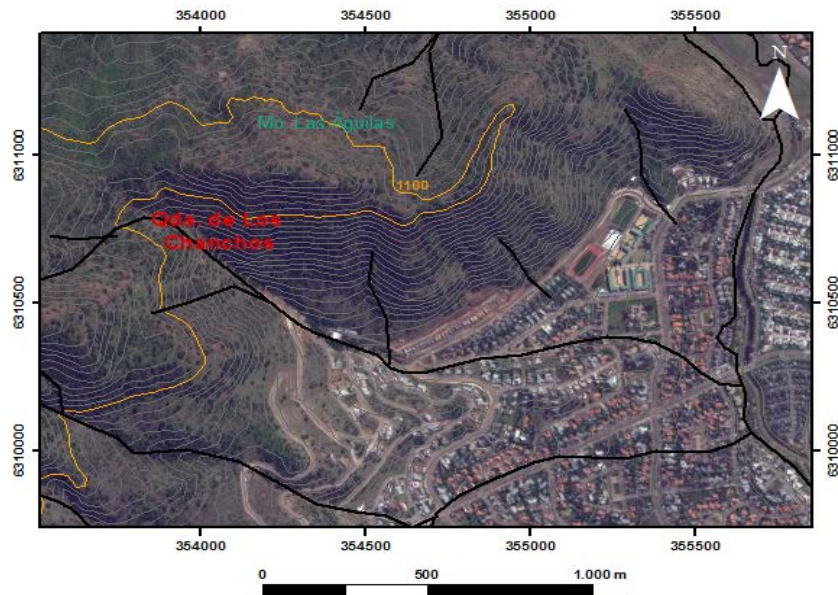 354000 354500 355000 355500
N
6311000 6311000
Mo. Las Águilas
1100
Qda. de Los
Chanchos
6310500 6310500
6310000 6310000
354000 354500 355000 355500
0 500 1.000 m